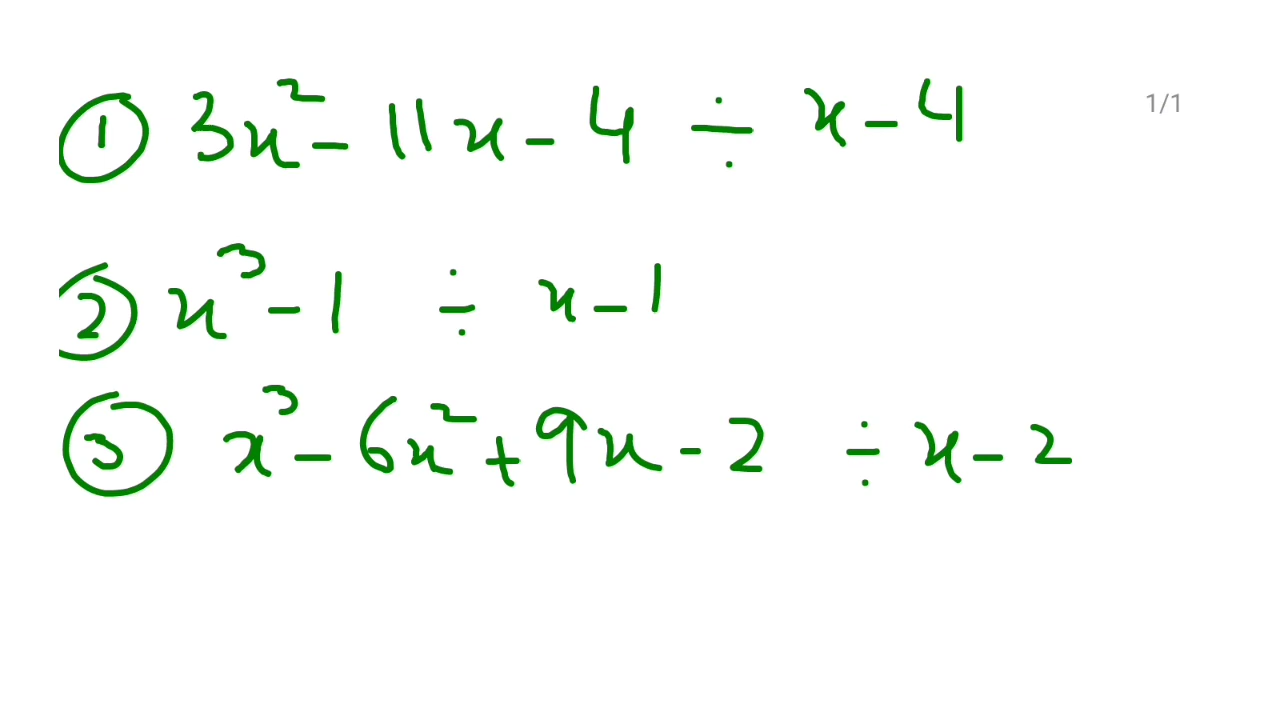 ① 3x² - 11x - 4 ÷ x - 4 1/1
② x³ - 1 ÷ x - 1
③ x³ - 6x² + 9x - 2 ÷ x - 2